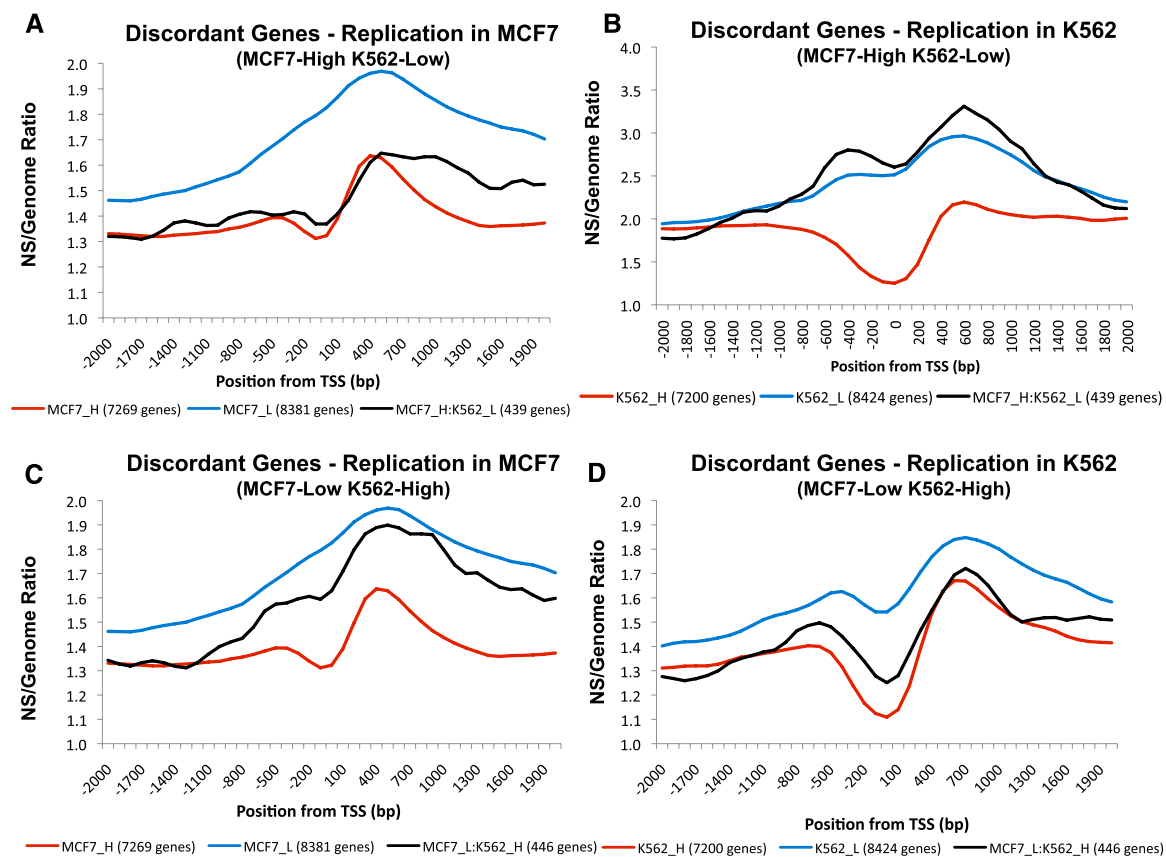 A
Discordant Genes - Replication in MCF7
(MCF7-High K562-Low)
NS/Genome Ratio
2.0
1.9
1.8
1.7
1.6
1.5
1.4
1.3
1.2
1.1
1.0
-2000 -1700 -1400 -1100 -800 -500 -200 100 400 700 1000 1300 1600 1900
Position from TSS (bp)
MCF7_H (7269 genes) MCF7_L (8381 genes) MCF7_H:K562_L (439 genes)
B
Discordant Genes - Replication in K562
(MCF7-High K562-Low)
NS/Genome Ratio
4.0
3.5
3.0
2.5
2.0
1.5
1.0
-2000 -1800 -1600 -1400 -1200 -1000 -800 -600 -400 -200 0 200 400 600 800 1000 1200 1400 1600 1800 2000
Position from TSS (bp)
K562_H (7200 genes) K562_L (8424 genes) MCF7_H:K562_L (439 genes)
C
Discordant Genes - Replication in MCF7
(MCF7-Low K562-High)
NS/Genome Ratio
2.0
1.9
1.8
1.7
1.6
1.5
1.4
1.3
1.2
1.1
1.0
-2000 -1700 -1400 -1100 -800 -500 -200 100 400 700 1000 1300 1600 1900
Position from TSS (bp)
MCF7_H (7269 genes) MCF7_L (8381 genes) MCF7_L:K562_H (446 genes)
D
Discordant Genes - Replication in K562
(MCF7-Low K562-High)
NS/Genome Ratio
2.0
1.9
1.8
1.7
1.6
1.5
1.4
1.3
1.2
1.1
1.0
-2000 -1700 -1400 -1100 -800 -500 -200 100 400 700 1000 1300 1600 1900
Position from TSS (bp)
K562_H (7200 genes) K562_L (8424 genes) MCF7_L:K562_H (446 genes)